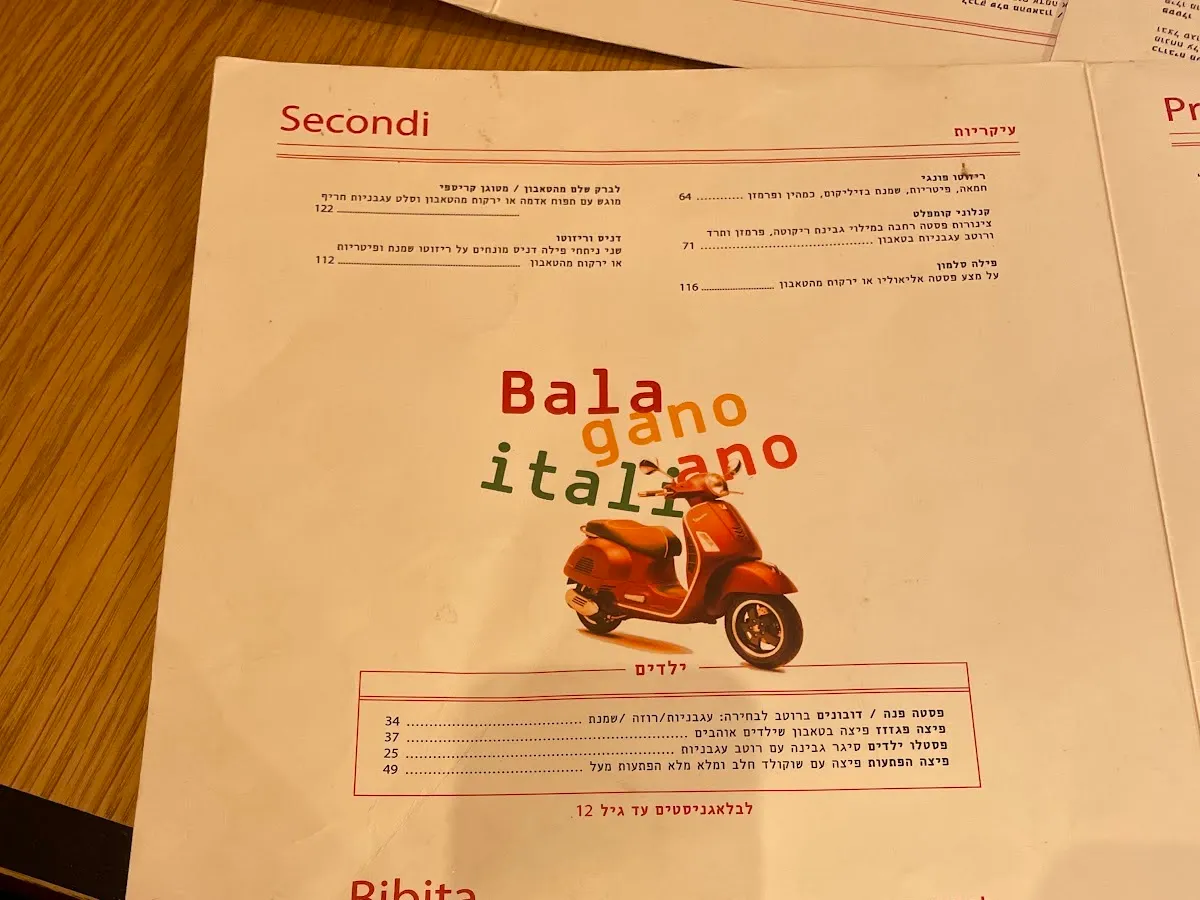 Secondi
עיקריות
ריזוטו פונגי
חמאה, פיטריות, שמנת בזיליקום, כמהין ופרמזן ............ 64
קנלוני קומפלט
צינורות פסטה רחבה במילוי גבינת ריקוטה, פרמזן ותרד
ורוטב עגבניות בטאבון ............ 71
פילה סלמון
על מצע פסטה אליאוליו או ירקות מהטאבון ............ 116
לברק שלם מהטאבון / מטוגן קריספי
מוגש עם תפוח אדמה או ירקות מהטאבון וסלט עגבניות חריף
............ 122
דניס וריזוטו
שני ניתחי פילה דניס מונחים על ריזוטו שמנת ופיטריות
או ירקות מהטאבון ............ 112
Bala
gano
italiano
ילדים
פסטה פנה / דובונים ברוטב לבחירה: עגבניות/רוזה /שמנת ............ 34
פיצה פגזזז פיצה בטאבון שילדים אוהבים ............ 37
פסטלו ילדים סיגר גבינה עם רוטב עגבניות ............ 25
פיצה הפתעות פיצה עם שוקולד חלב ומלא מלא הפתעות מעל ............ 49
לבלאגניסטים עד גיל 12
Bibita
Pr